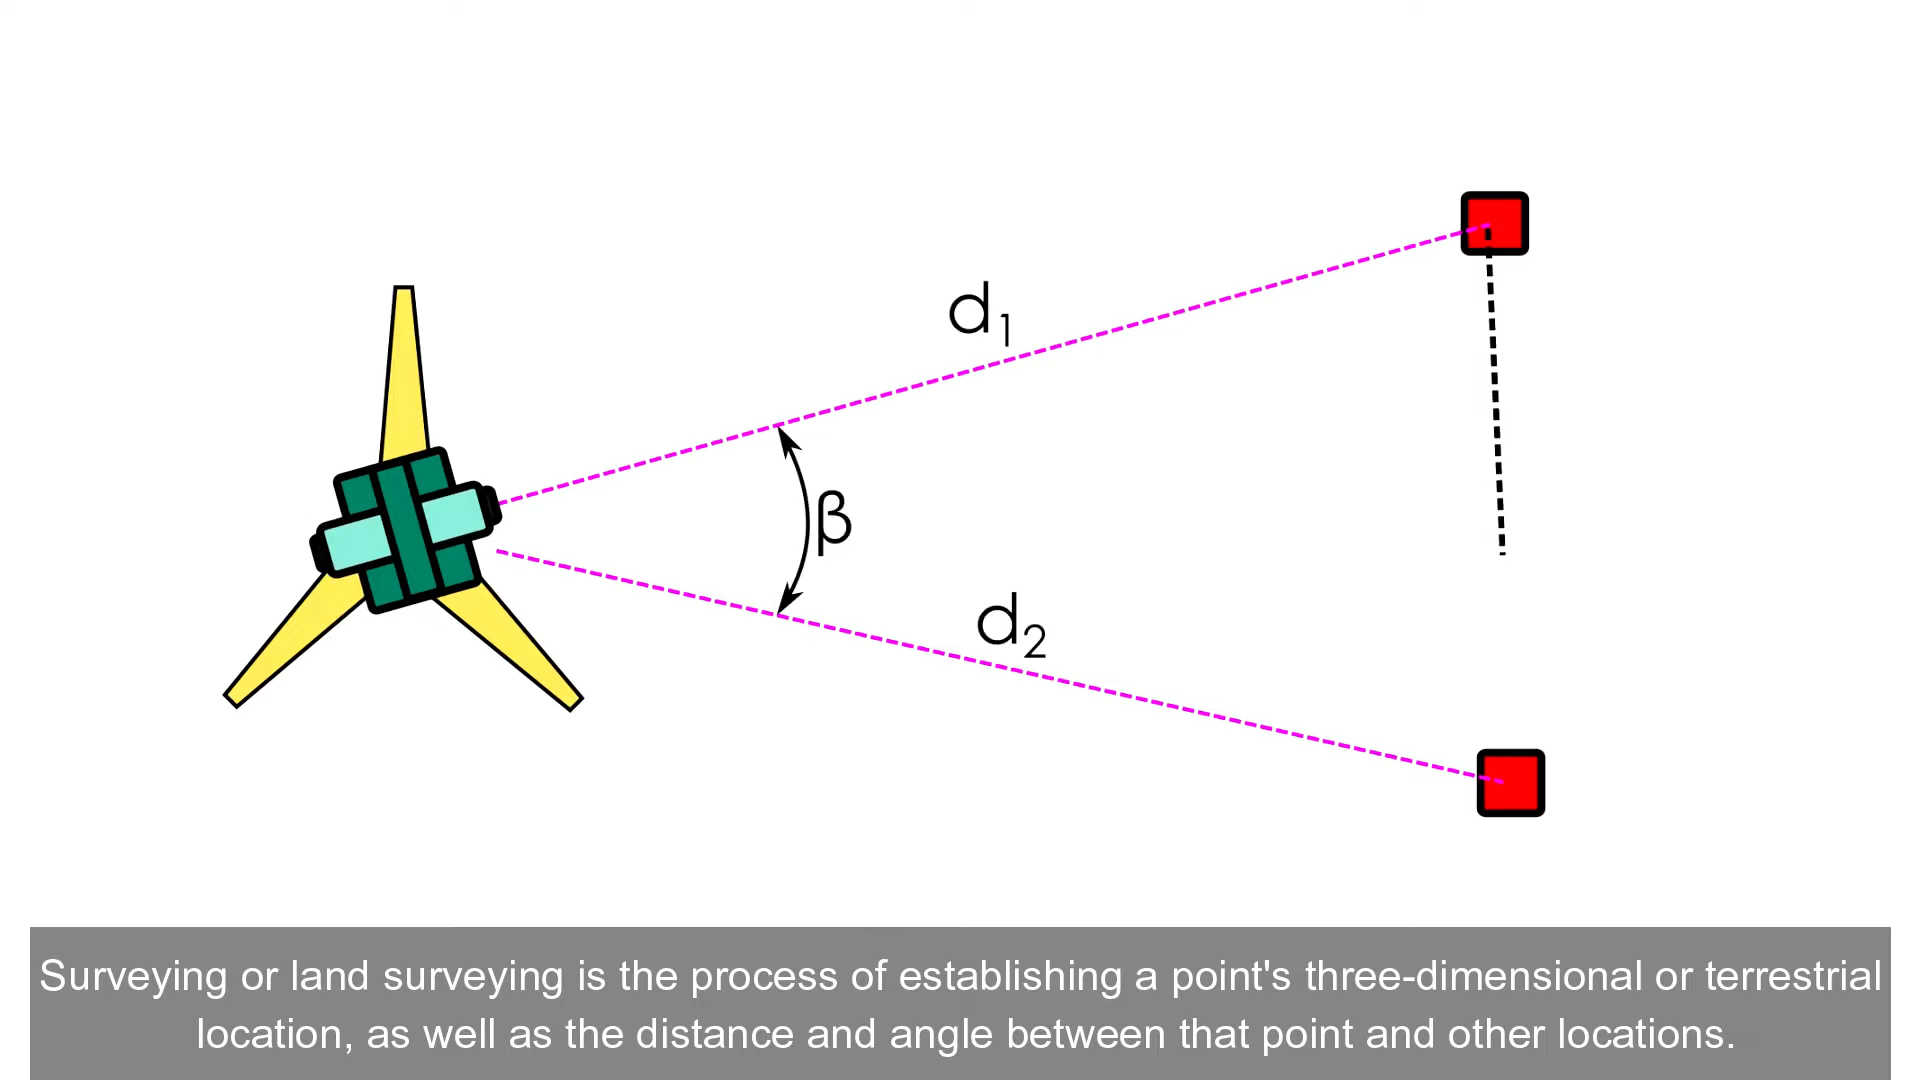 d₁
β
d₂
Surveying or land surveying is the process of establishing a point's three-dimensional or terrestrial
location, as well as the distance and angle between that point and other locations.